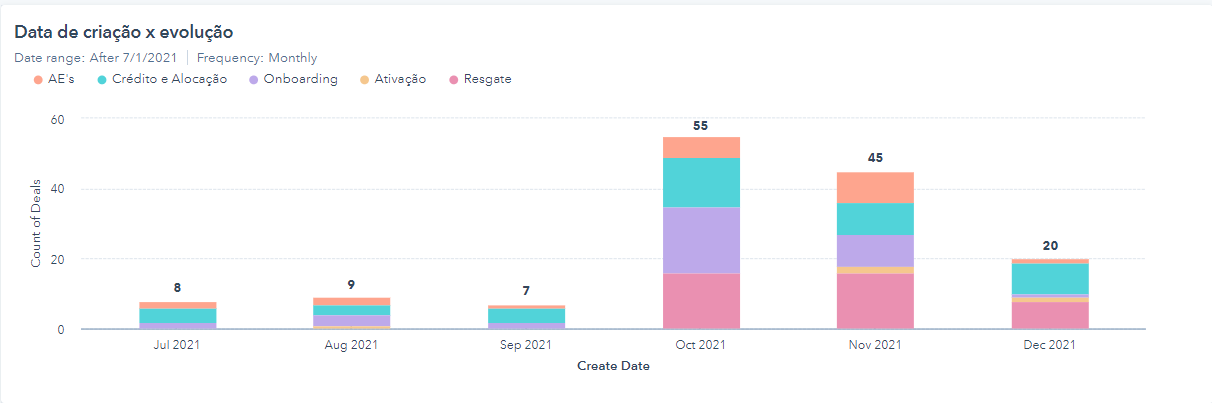 Data de criação x evolução
Date range: After 7/1/2021 | Frequency: Monthly
AE's Crédito e Alocação Onboarding Ativação Resgate
60
40
20
0
Count of Deals
8
9
7
55
45
20
Jul 2021 Aug 2021 Sep 2021 Oct 2021 Nov 2021 Dec 2021
Create Date